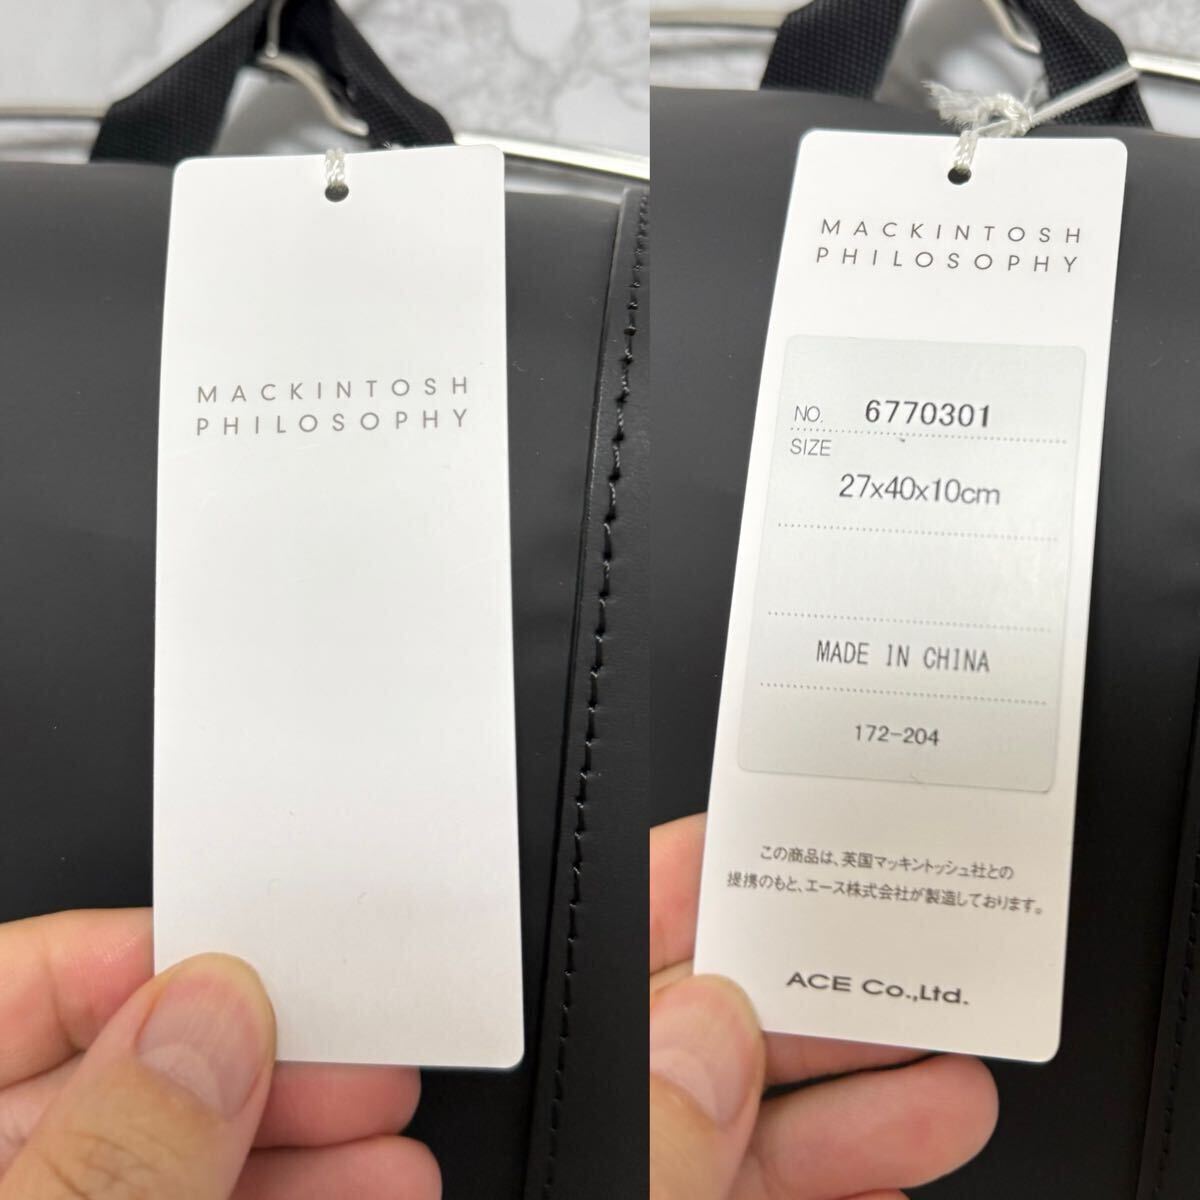 MACKINTOSH
PHILOSOPHY
MACKINTOSH
PHILOSOPHY
NO. 6770301
SIZE
27x40x10cm
MADE IN CHINA
172-204
この商品は、英国マッキントッシュ社との
提携のもと、エース株式会社が製造しております。
ACE Co.,Ltd.